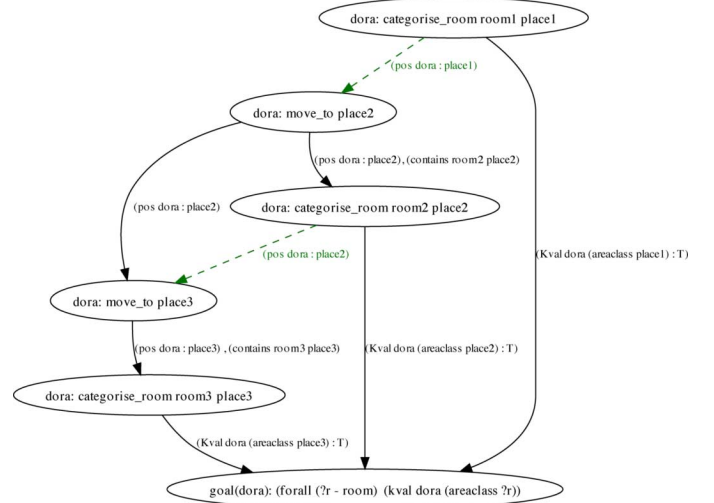 dora: categorise_room room1 place1
(pos dora : place1)
dora: move_to place2
(pos dora : place2), (contains room2 place2)
(pos dora : place2)
dora: categorise_room room2 place2
(pos dora : place2)
(Kval dora (areaclass place1) : T)
dora: move_to place3
(pos dora : place3) , (contains room3 place3)
(Kval dora (areaclass place2) : T)
dora: categorise_room room3 place3
(Kval dora (areaclass place3) : T)
goal(dora): (forall (?r - room) (kval dora (areaclass ?r))